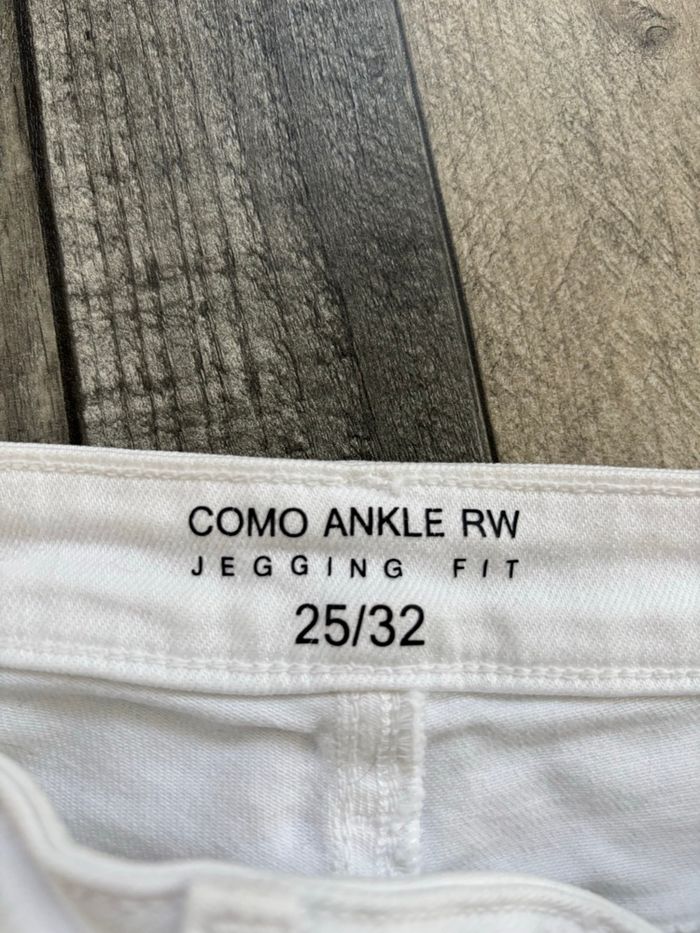 COMO ANKLE RW
JEGGING FIT
25/32